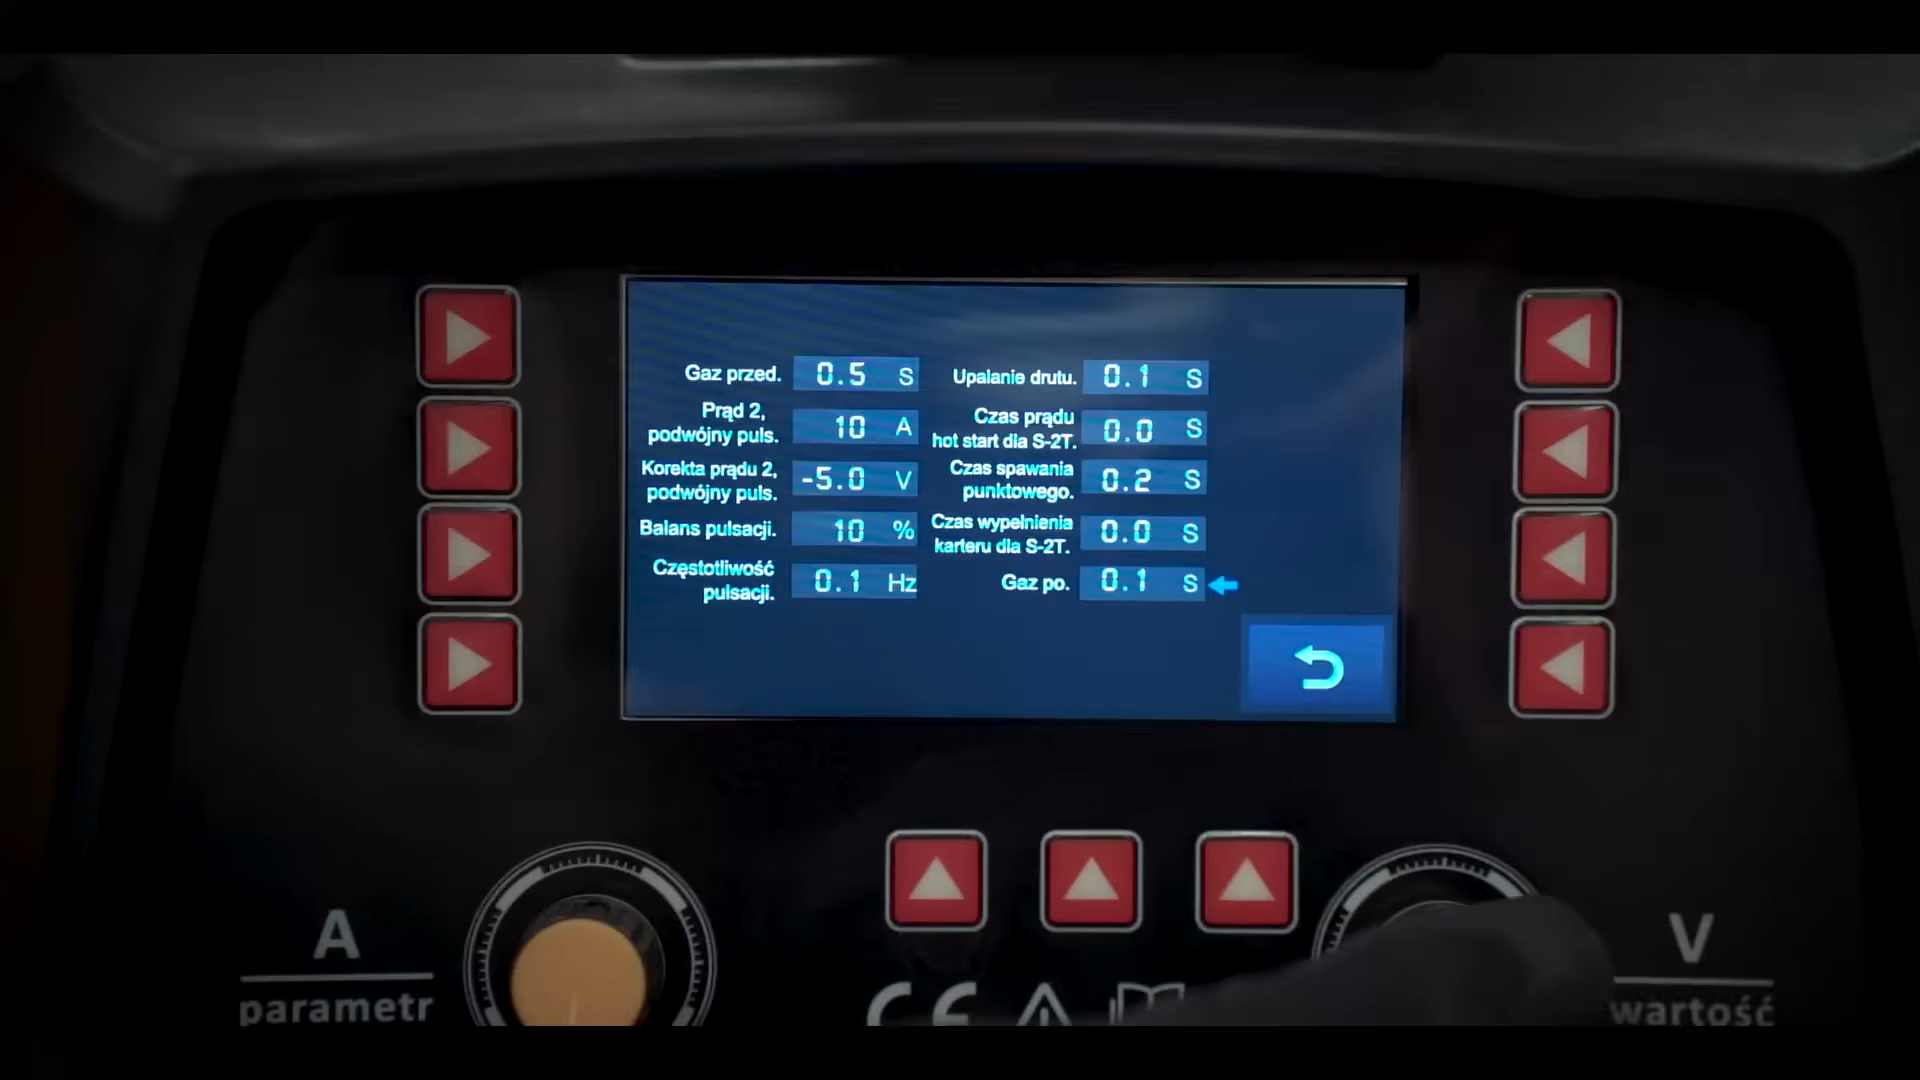 Gaz przed. 0.5 S
Prąd 2,
podwójny puls. 10 A
Korekta prądu 2,
podwójny puls. -5.0 V
Balans pulsacji. 10 %
Częstotliwość
pulsacji. 0.1 Hz
Upalanie drutu. 0.1 S
Czas prądu
hot start dla S-2T. 0.0 S
Czas spawania
punktowego. 0.2 S
Czas wypełnienia
karteru dla S-2T. 0.0 S
Gaz po. 0.1 S
A
parametr
CE
V
wartość